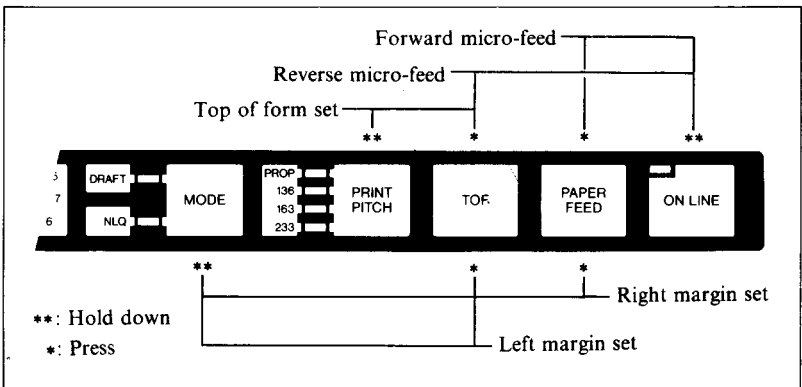 Forward micro-feed
Reverse micro-feed
Top of form set
** * * **
5
7
6
DRAFT
NLQ
MODE
PROP
136
163
233
PRINT
PITCH
TOF
PAPER
FEED
ON LINE
** * *
Right margin set
**: Hold down
Left margin set
*: Press